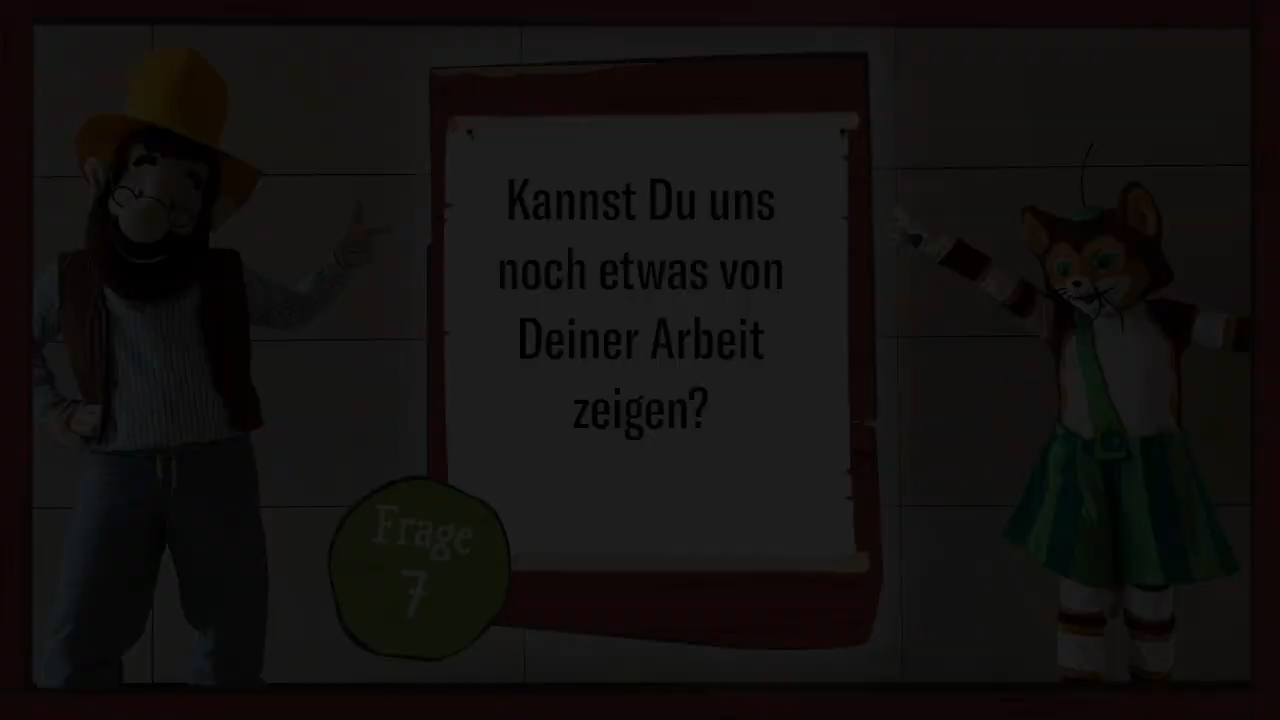 Kannst Du uns
noch etwas von
Deiner Arbeit
zeigen?
Frage
7